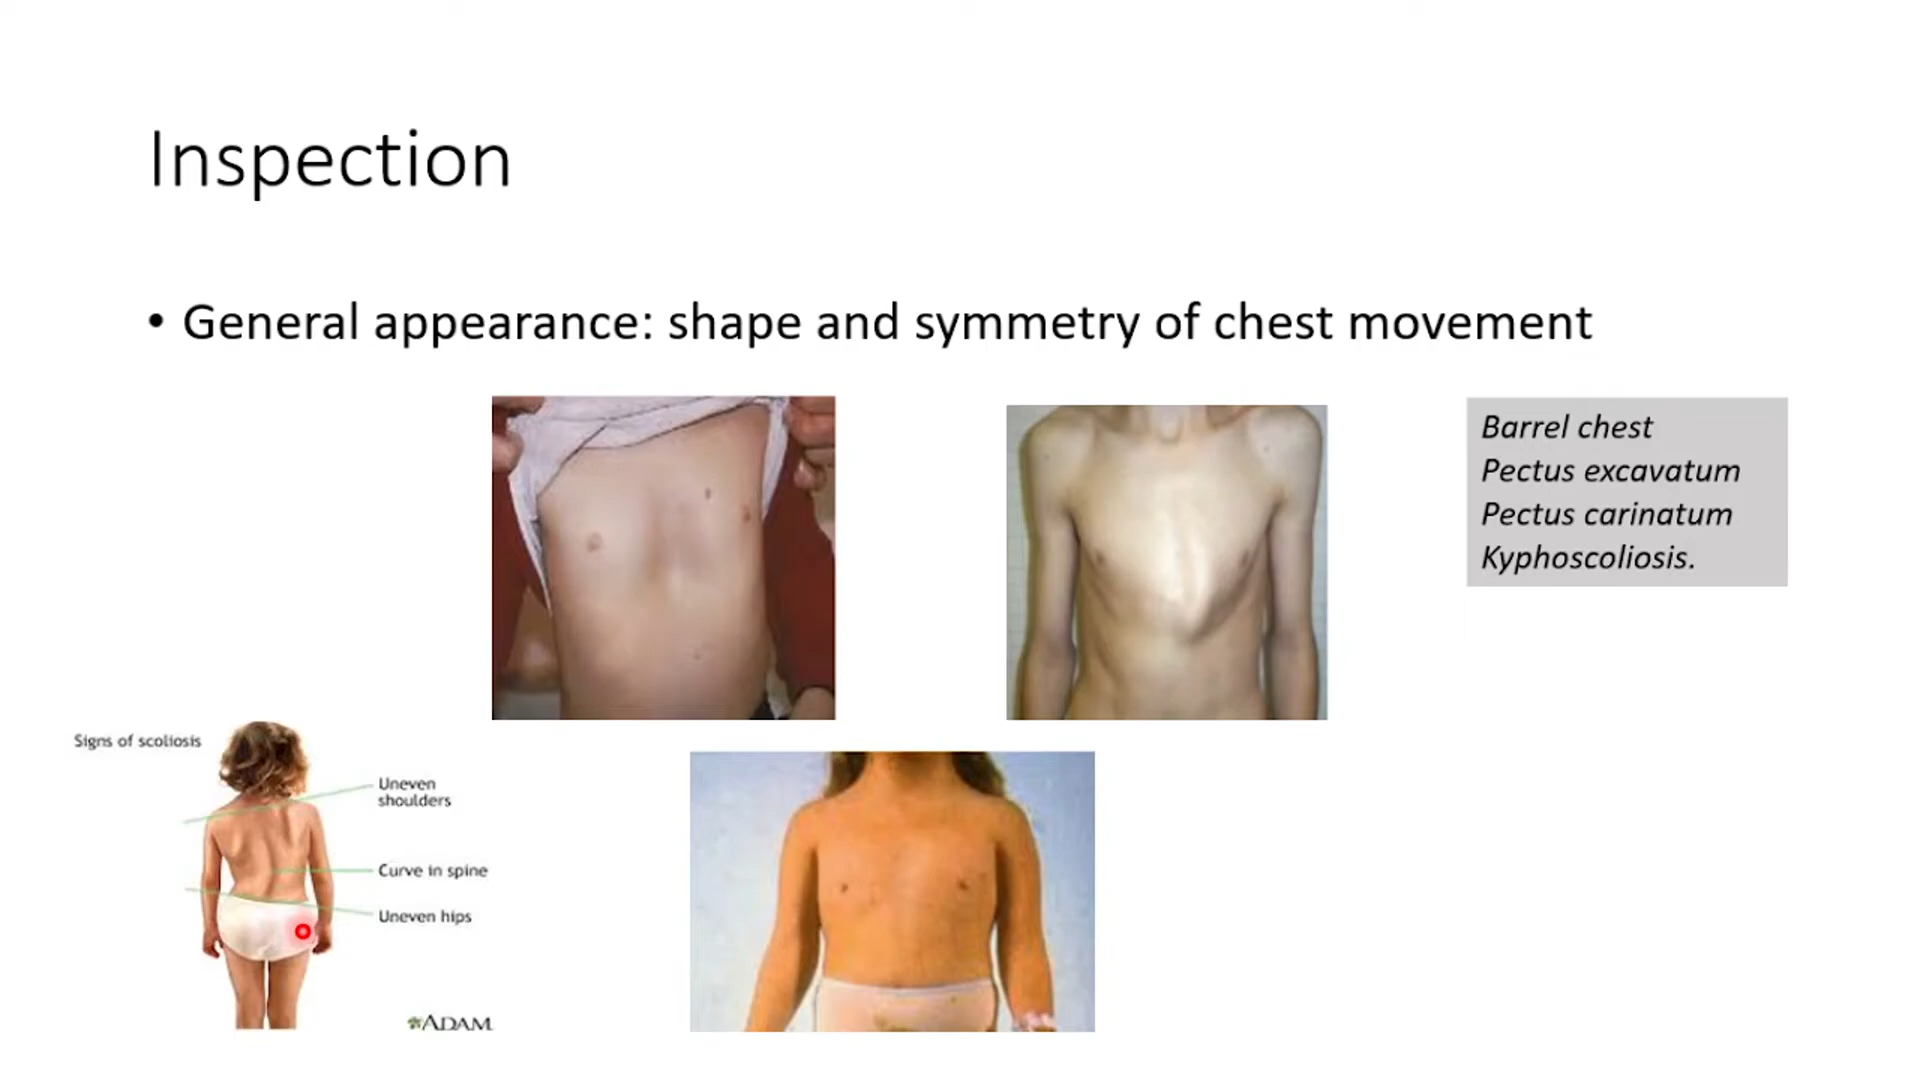 Inspection
• General appearance: shape and symmetry of chest movement
Barrel chest
Pectus excavatum
Pectus carinatum
Kyphoscoliosis.
Signs of scoliosis
Uneven
shoulders
Curve in spine
Uneven hips
ADAM